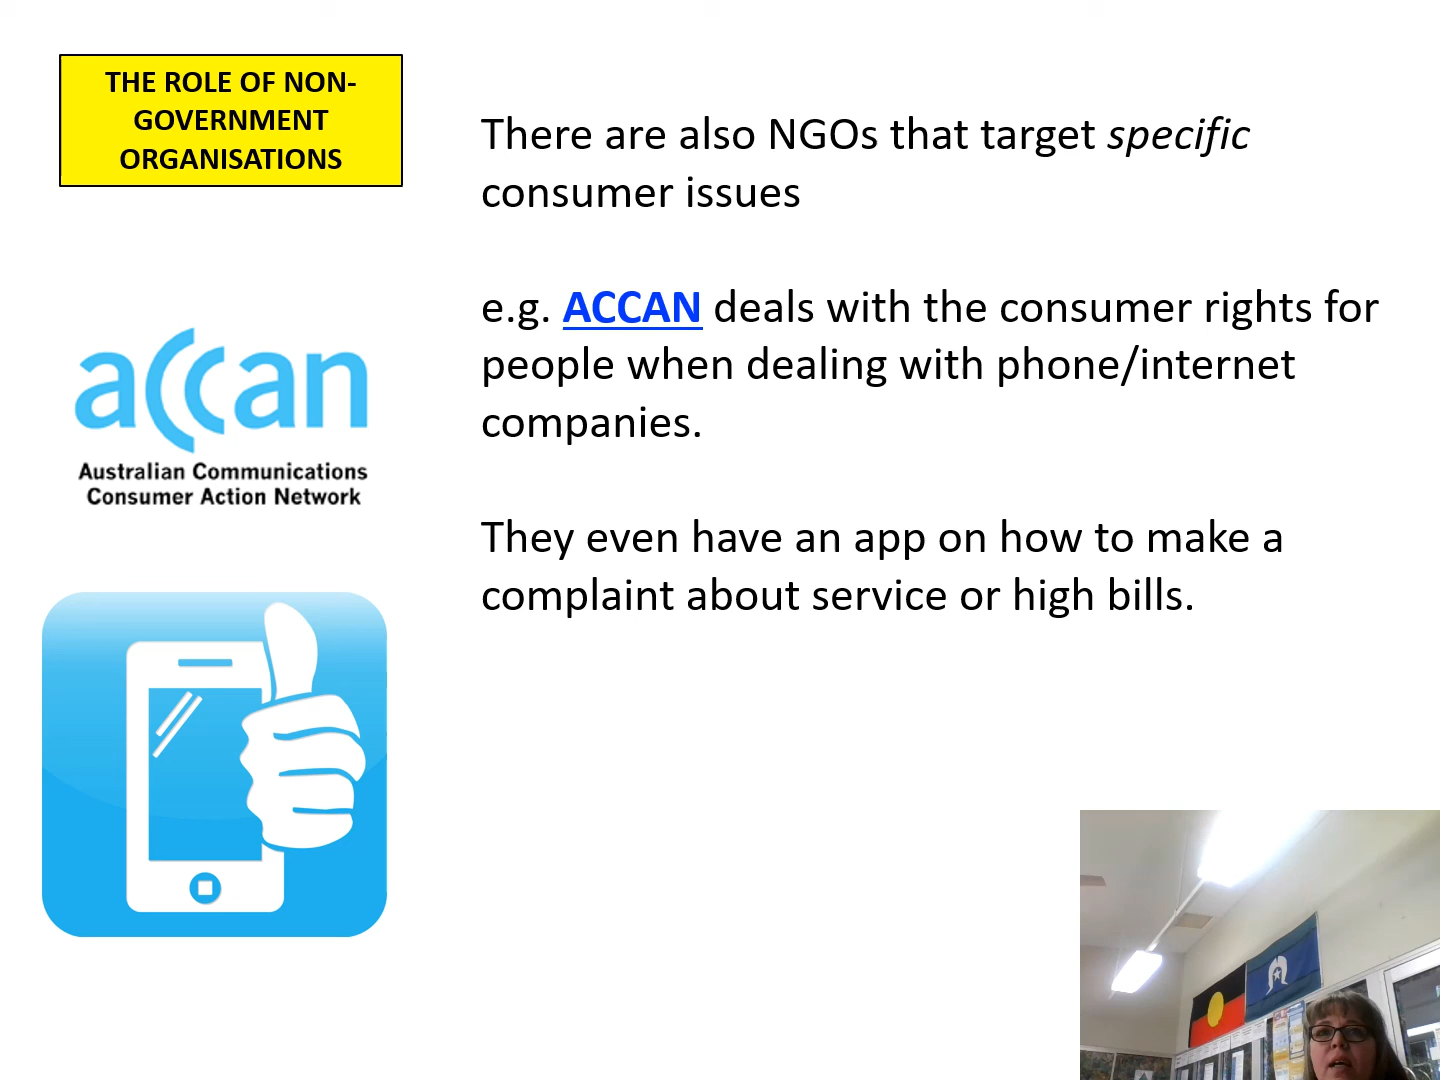 THE ROLE OF NON-
GOVERNMENT
ORGANISATIONS
There are also NGOs that target specific
consumer issues
e.g. ACCAN deals with the consumer rights for
people when dealing with phone/internet
companies.
They even have an app on how to make a
complaint about service or high bills.
accan
Australian Communications
Consumer Action Network